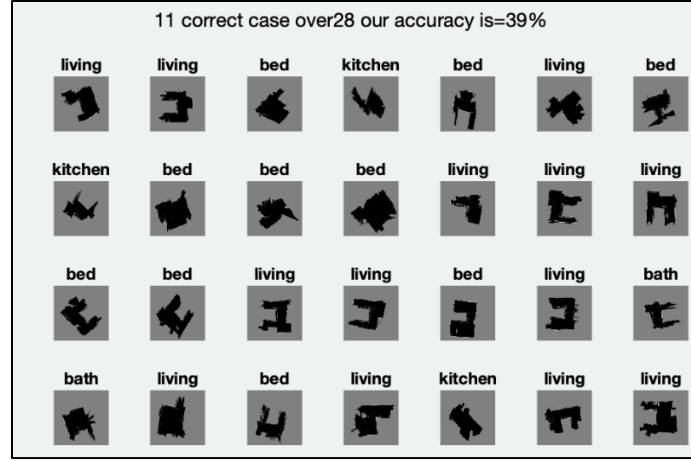 11 correct case over28 our accuracy is=39%
living living bed kitchen bed living bed
kitchen bed bed bed living living living
bed bed living living bed living bath
bath living bed living kitchen living living